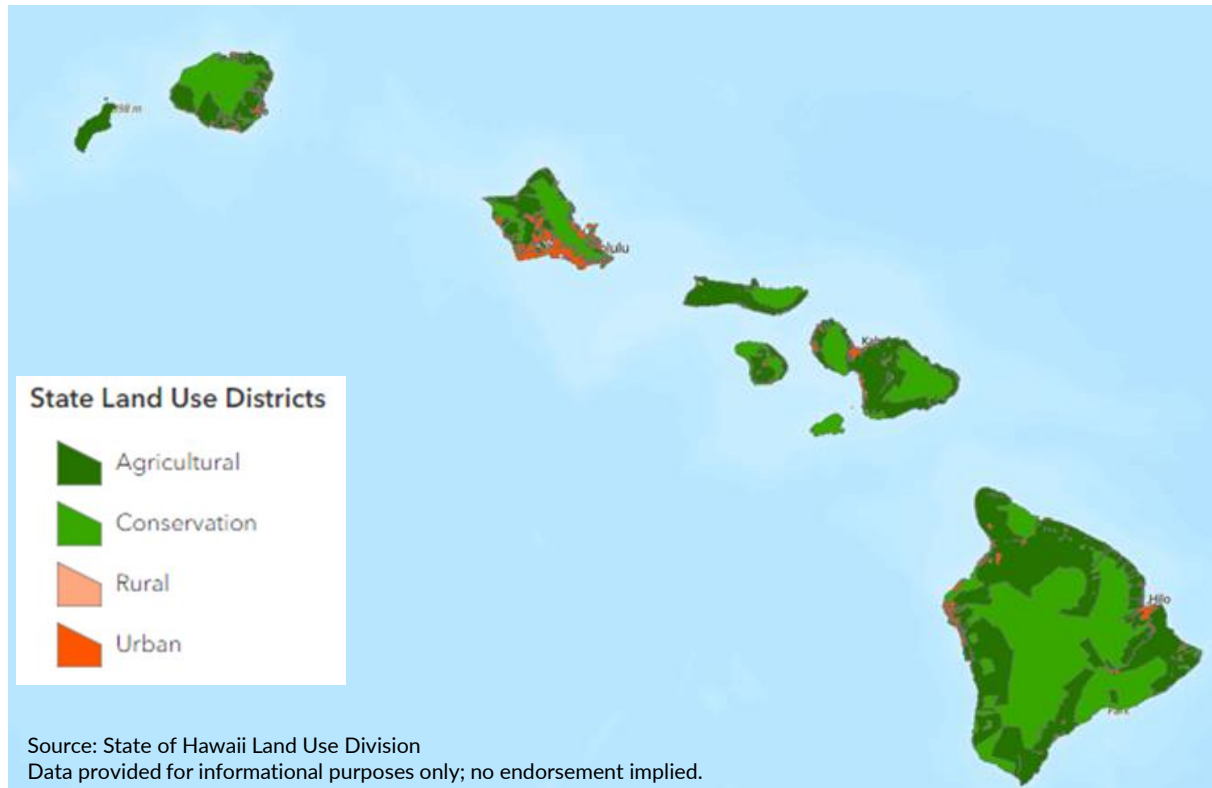 Hilo
State Land Use Districts
Agricultural
Conservation
Rural
Urban
Source: State of Hawaii Land Use Division
Data provided for informational purposes only; no endorsement implied.